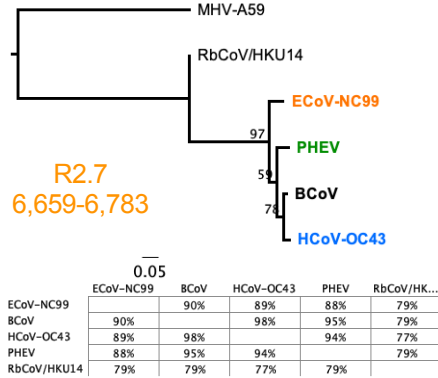 MHV-A59
RbCoV/HKU14
ECoV-NC99
97
PHEV
59
BCoV
78
HCoV-OC43
R2.7
6,659-6,783
0.05
ECoV-NC99 BCoV HCoV-OC43 PHEV RbCoV/HK...
ECoV-NC99 90% 89% 88% 79%
BCoV 90% 98% 95% 79%
HCoV-OC43 89% 98% 94% 77%
PHEV 88% 95% 94% 79%
RbCoV/HKU14 79% 79% 77% 79%